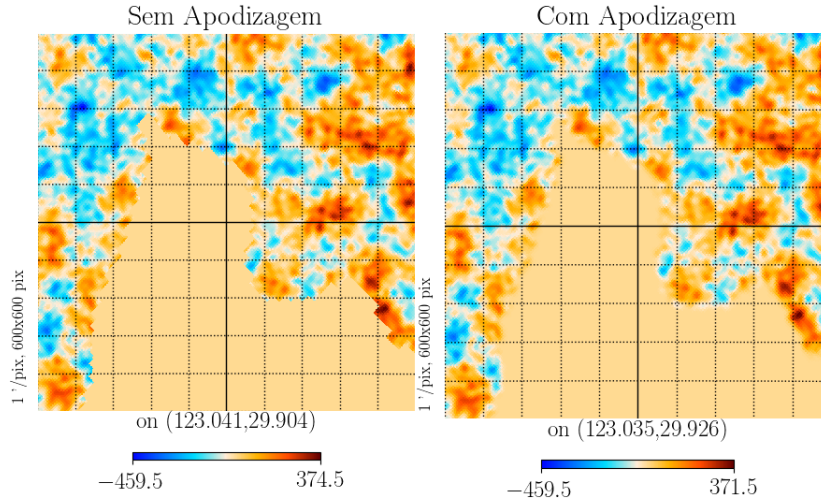 Sem Apodizagem
1 '/pix, 600x600 pix
on (123.041,29.904)
−459.5
374.5
Com Apodizagem
1 '/pix, 600x600 pix
on (123.035,29.926)
−459.5
371.5